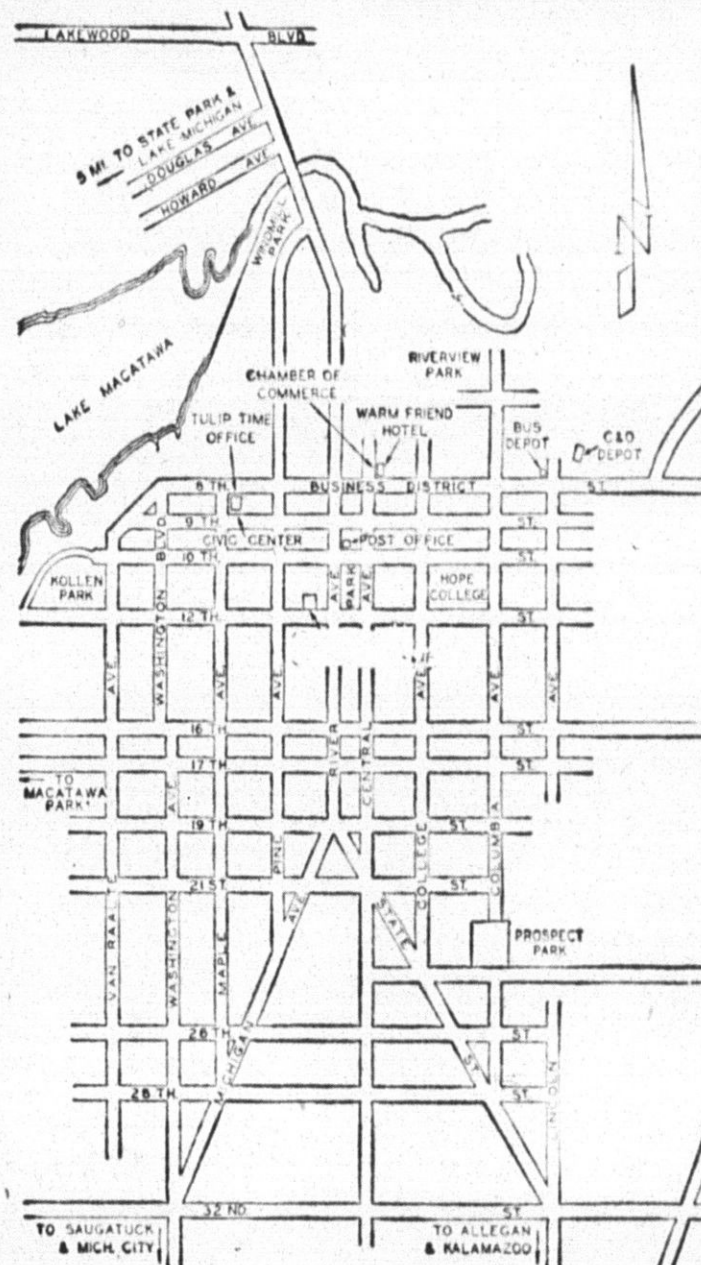 LAKEWOOD BLVD.
5 MI. TO STATE PARK &
LAKE MICHIGAN
DOUGLAS AVE.
HOWARD AVE.
WINDMILL
PARK
N
LAKE MACATAWA
RIVERVIEW
PARK
CHAMBER OF
COMMERCE
TULIP TIME
OFFICE
WARM FRIEND
HOTEL
BUS
DEPOT
C&O
DEPOT
8 TH. BUSINESS DISTRICT ST.
9 TH. ST.
CIVIC CENTER
POST OFFICE
10 TH. ST.
KOLLEN
PARK
WASHINGTON BLVD
AVE
PARK
AVE
HOPE
COLLEGE
12 TH. ST.
AVE.
AVE.
AVE
AVE
AVE
AVE
16 TH ST.
RIVER
CENTRAL
17 TH ST.
TO
MACATAWA
PARK
19 TH ST.
21 ST. ST.
VAN RAALTE
WASHINGTON AVE
MAPLE
PINE
MICHIGAN AVE
COLLEGE
COLUMBIA
STATE ST.
PROSPECT
PARK
26 TH. ST
28 TH. ST.
LINCOLN
32 ND. ST.
TO SAUGATUCK
& MICH. CITY
TO ALLEGAN
& KALAMAZOO